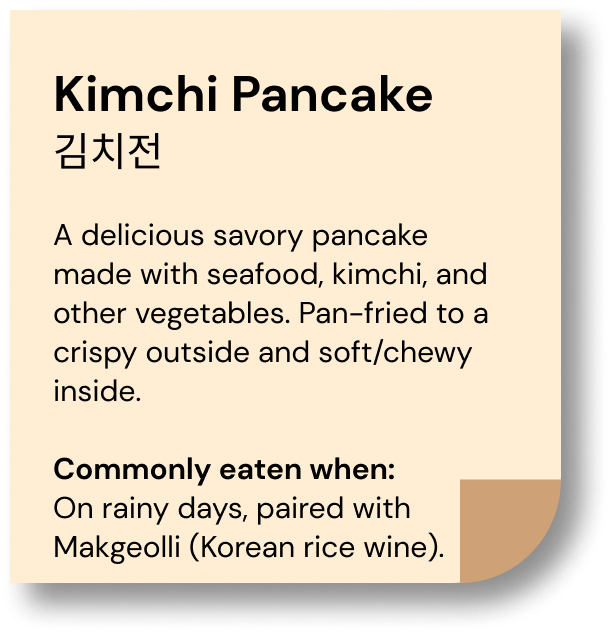 Kimchi Pancake
김치전
A delicious savory pancake
made with seafood, kimchi, and
other vegetables. Pan-fried to a
crispy outside and soft/chewy
inside.
Commonly eaten when:
On rainy days, paired with
Makgeolli (Korean rice wine).